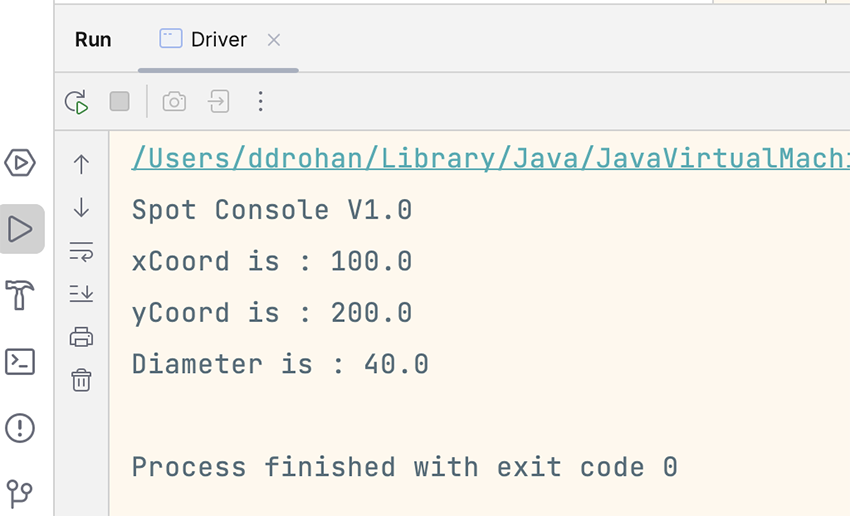 Run Driver
/Users/ddrohan/Library/Java/JavaVirtualMachi
Spot Console V1.0
xCoord is : 100.0
yCoord is : 200.0
Diameter is : 40.0
Process finished with exit code 0